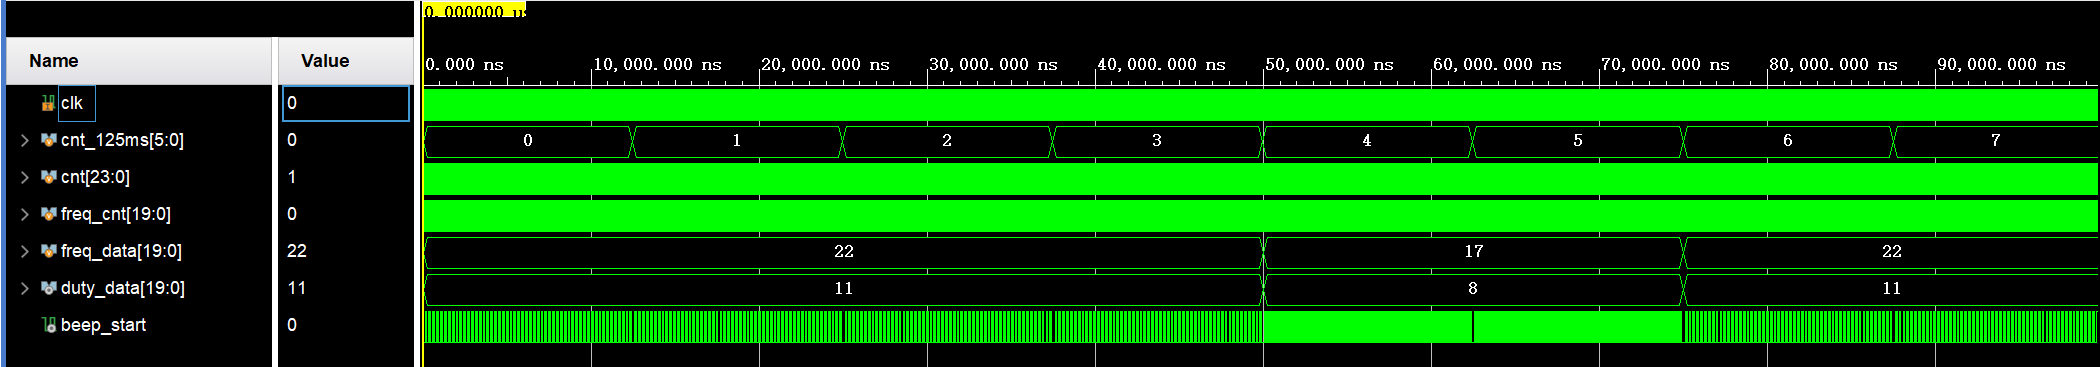 0.000000 us
Name Value
0.000 ns 10,000.000 ns 20,000.000 ns 30,000.000 ns 40,000.000 ns 50,000.000 ns 60,000.000 ns 70,000.000 ns 80,000.000 ns 90,000.000 ns
clk 0
cnt_125ms[5:0] 0 0 1 2 3 4 5 6 7
cnt[23:0] 1
freq_cnt[19:0] 0
freq_data[19:0] 22 22 17 22
duty_data[19:0] 11 11 8 11
beep_start 0